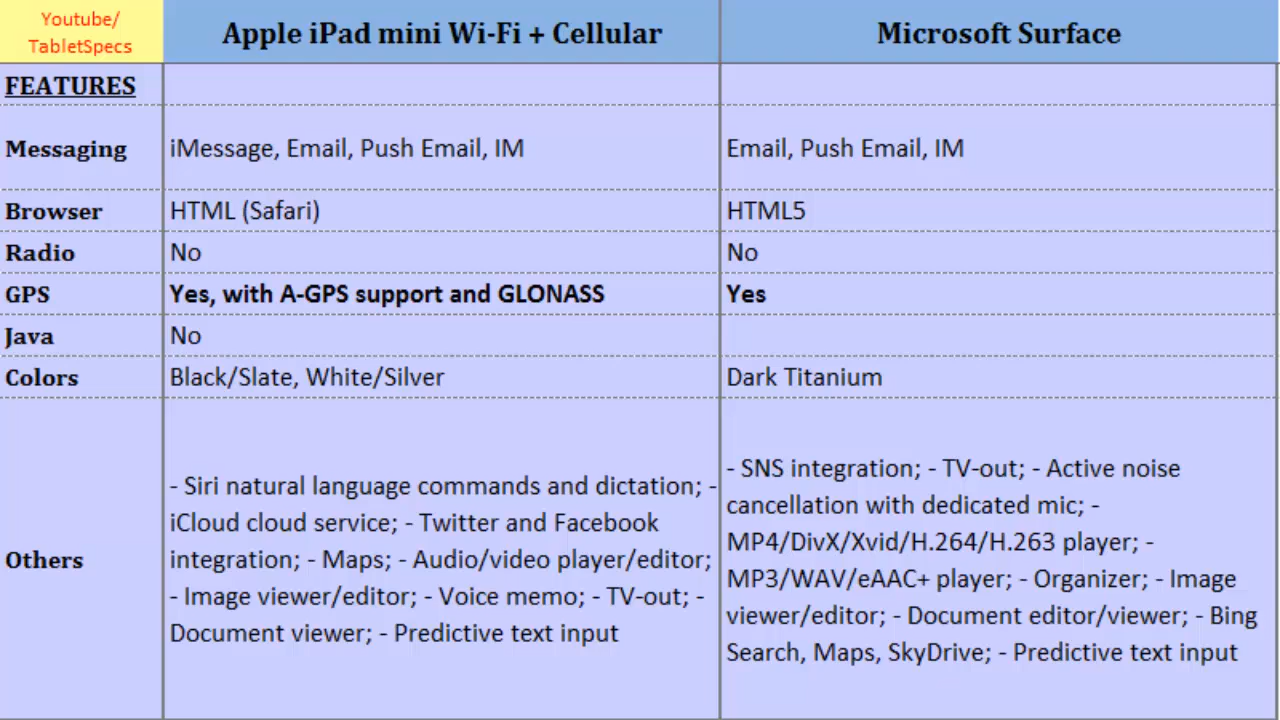 Youtube/
TabletSpecs
Apple iPad mini Wi-Fi + Cellular
Microsoft Surface
FEATURES
Messaging
iMessage, Email, Push Email, IM
Email, Push Email, IM
Browser
HTML (Safari)
HTML5
Radio
No
No
GPS
Yes, with A-GPS support and GLONASS
Yes
Java
No
Colors
Black/Slate, White/Silver
Dark Titanium
Others
- Siri natural language commands and dictation; -
iCloud cloud service; - Twitter and Facebook
integration; - Maps; - Audio/video player/editor;
- Image viewer/editor; - Voice memo; - TV-out; -
Document viewer; - Predictive text input
- SNS integration; - TV-out; - Active noise
cancellation with dedicated mic; -
MP4/DivX/Xvid/H.264/H.263 player; -
MP3/WAV/eAAC+ player; - Organizer; - Image
viewer/editor; - Document editor/viewer; - Bing
Search, Maps, SkyDrive; - Predictive text input